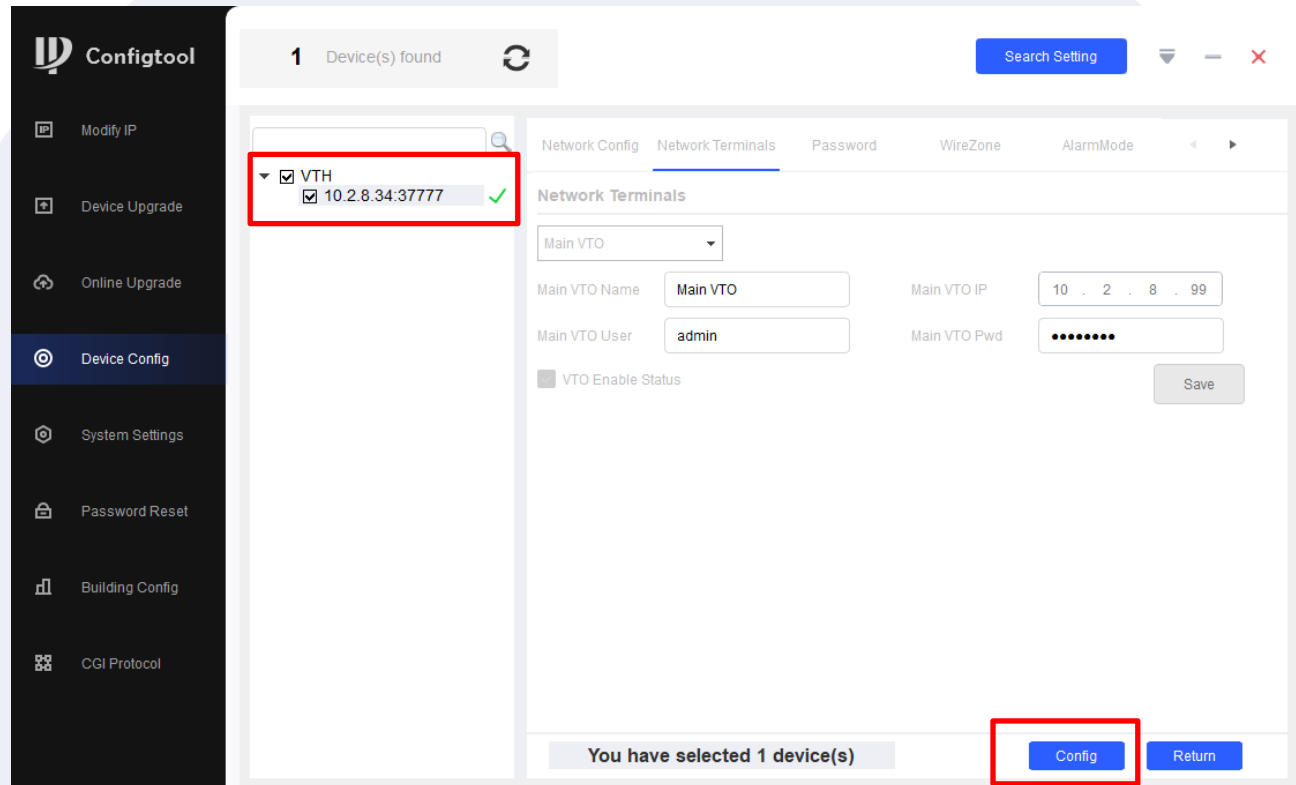 Configtool
1 Device(s) found
Search Setting
Modify IP
Device Upgrade
Online Upgrade
Device Config
System Settings
Password Reset
Building Config
CGI Protocol
VTH
10.2.8.34:37777
Network Config Network Terminals Password WireZone AlarmMode
Network Terminals
Main VTO
Main VTO Name Main VTO Main VTO IP 10 . 2 . 8 . 99
Main VTO User admin Main VTO Pwd ••••••••
VTO Enable Status
Save
You have selected 1 device(s)
Config Return